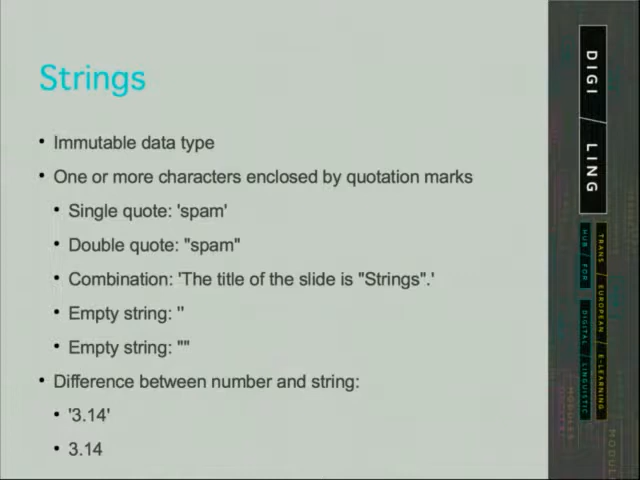 Strings
• Immutable data type
• One or more characters enclosed by quotation marks
• Single quote: 'spam'
• Double quote: "spam"
• Combination: 'The title of the slide is "Strings".'
• Empty string: ''
• Empty string: ""
• Difference between number and string:
• '3.14'
• 3.14
DIGI / LING
TRANS / EUROPEAN / E-LEARNING
HUB / FOR / DIGITAL / LINGUISTIC